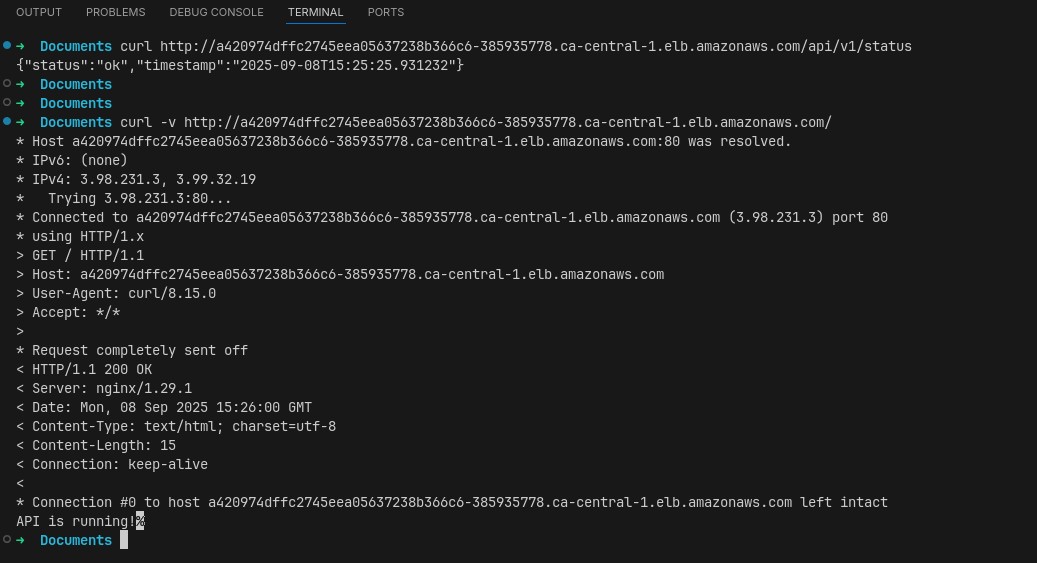 OUTPUT PROBLEMS DEBUG CONSOLE TERMINAL PORTS
➜ Documents curl http://a420974dffc2745eea05637238b366c6-385935778.ca-central-1.elb.amazonaws.com/api/v1/status
{"status":"ok","timestamp":"2025-09-08T15:25:25.931232"}
➜ Documents
➜ Documents
➜ Documents curl -v http://a420974dffc2745eea05637238b366c6-385935778.ca-central-1.elb.amazonaws.com/
* Host a420974dffc2745eea05637238b366c6-385935778.ca-central-1.elb.amazonaws.com:80 was resolved.
* IPv6: (none)
* IPv4: 3.98.231.3, 3.99.32.19
*   Trying 3.98.231.3:80...
* Connected to a420974dffc2745eea05637238b366c6-385935778.ca-central-1.elb.amazonaws.com (3.98.231.3) port 80
* using HTTP/1.x
> GET / HTTP/1.1
> Host: a420974dffc2745eea05637238b366c6-385935778.ca-central-1.elb.amazonaws.com
> User-Agent: curl/8.15.0
> Accept: */*
>
* Request completely sent off
< HTTP/1.1 200 OK
< Server: nginx/1.29.1
< Date: Mon, 08 Sep 2025 15:26:00 GMT
< Content-Type: text/html; charset=utf-8
< Content-Length: 15
< Connection: keep-alive
<
* Connection #0 to host a420974dffc2745eea05637238b366c6-385935778.ca-central-1.elb.amazonaws.com left intact
API is running!%
➜ Documents